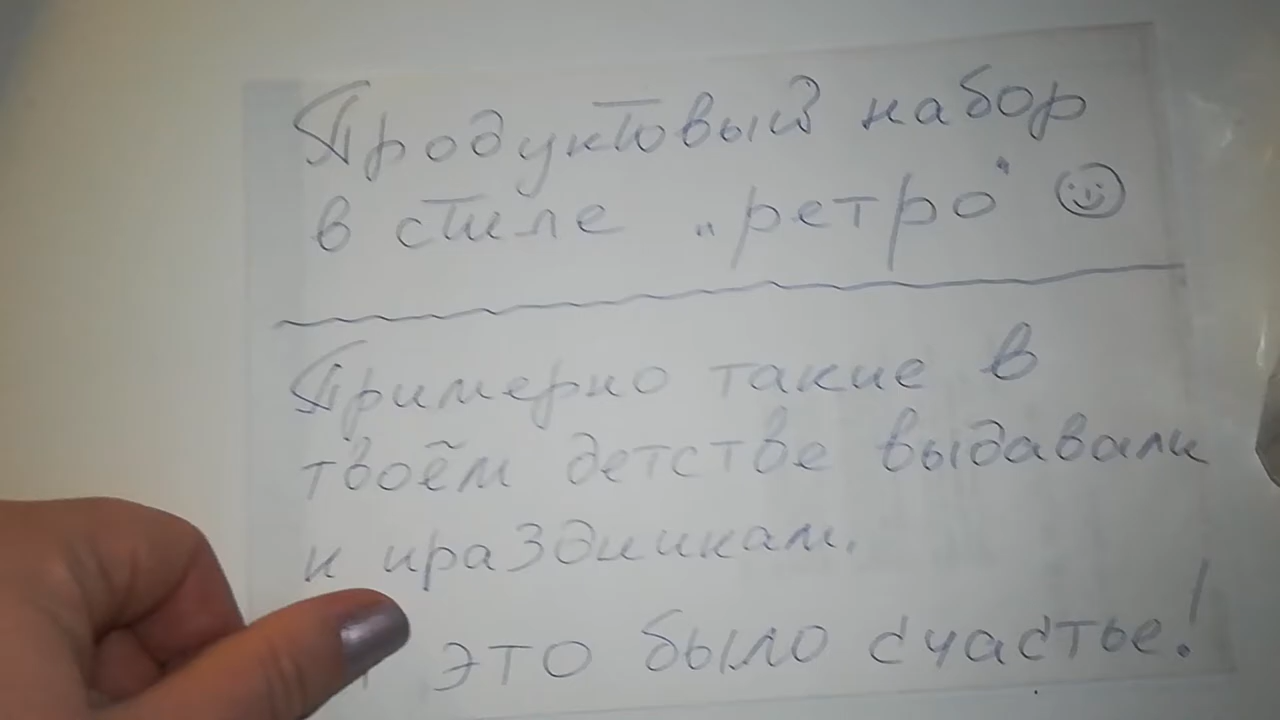 Продуктовый набор
в стиле „ретро" ☺
Примерно такие в
твоём детстве выдавали
к праздникам.
это было счастье!